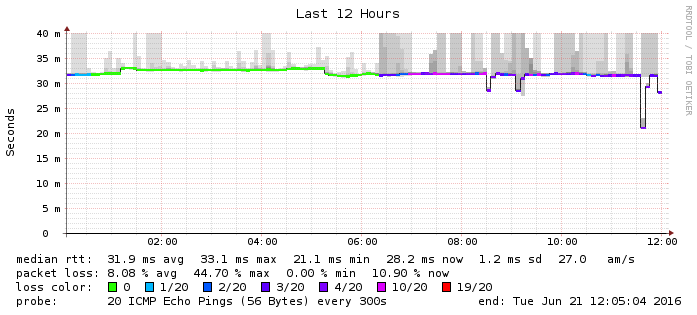 Last 12 Hours
RRDTOOL / TOBI OETIKER
Seconds
40 m
35 m
30 m
25 m
20 m
15 m
10 m
5 m
0
02:00 04:00 06:00 08:00 10:00 12:00
median rtt: 31.9 ms avg 33.1 ms max 21.1 ms min 28.2 ms now 1.2 ms sd 27.0 am/s
packet loss: 8.08 % avg 44.70 % max 0.00 % min 10.90 % now
loss color: 0 1/20 2/20 3/20 4/20 10/20 19/20
probe: 20 ICMP Echo Pings (56 Bytes) every 300s end: Tue Jun 21 12:05:04 2016